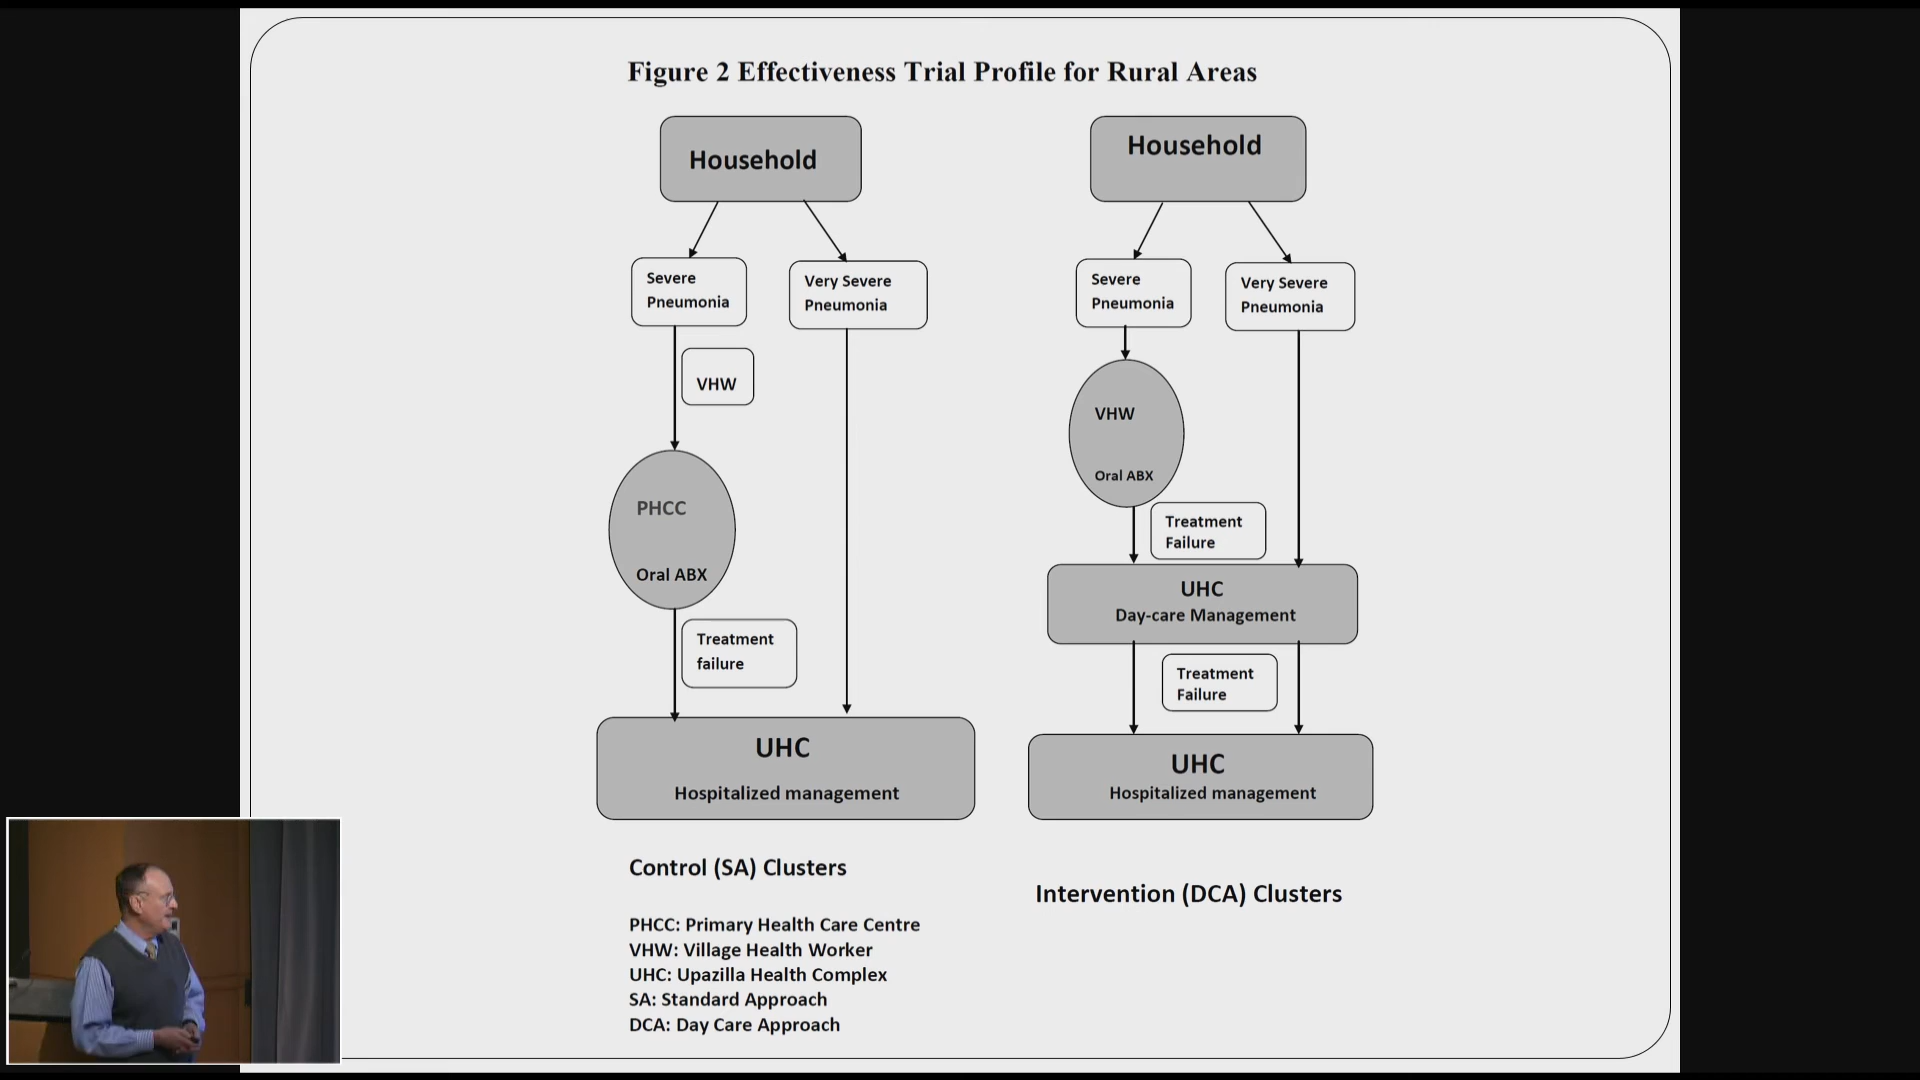 Figure 2 Effectiveness Trial Profile for Rural Areas
Household
Severe
Pneumonia
Very Severe
Pneumonia
VHW
PHCC
Oral ABX
Treatment
failure
UHC
Hospitalized management
Control (SA) Clusters
PHCC: Primary Health Care Centre
VHW: Village Health Worker
UHC: Upazilla Health Complex
SA: Standard Approach
DCA: Day Care Approach
Household
Severe
Pneumonia
Very Severe
Pneumonia
VHW
Oral ABX
Treatment
Failure
UHC
Day-care Management
Treatment
Failure
UHC
Hospitalized management
Intervention (DCA) Clusters